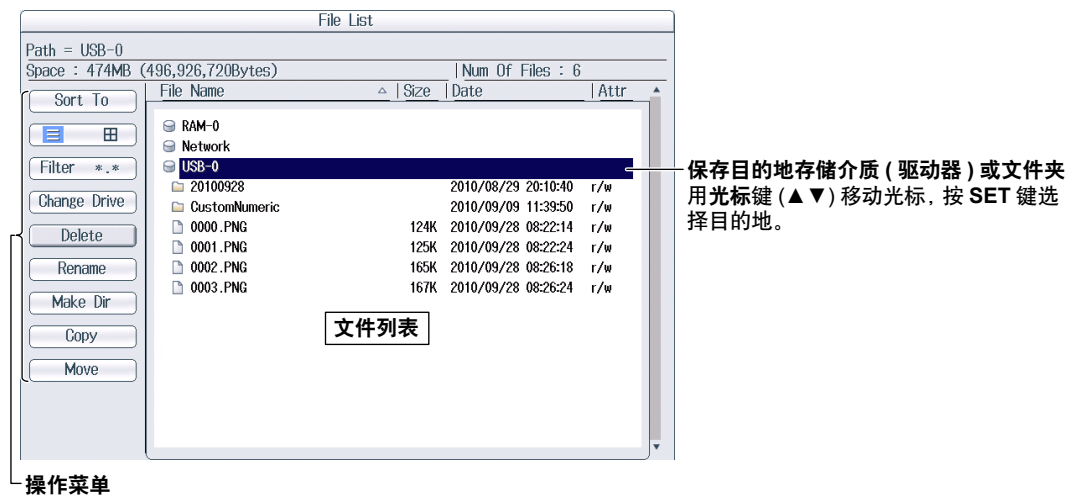 File List
Path = USB-0
Space : 474MB (496,926,720Bytes) Num Of Files : 6
Sort To
Filter *.*
Change Drive
Delete
Rename
Make Dir
Copy
Move
File Name Size Date Attr
RAM-0
Network
USB-0
20100928 2010/08/29 20:10:40 r/w
CustomNumeric 2010/09/09 11:39:50 r/w
0000.PNG 124K 2010/09/28 08:22:14 r/w
0001.PNG 125K 2010/09/28 08:22:24 r/w
0002.PNG 165K 2010/09/28 08:26:18 r/w
0003.PNG 167K 2010/09/28 08:26:24 r/w
文件列表
保存目的地存储介质 ( 驱动器 ) 或文件夹
用光标键 (▲▼) 移动光标, 按 SET 键选
择目的地。
操作菜单